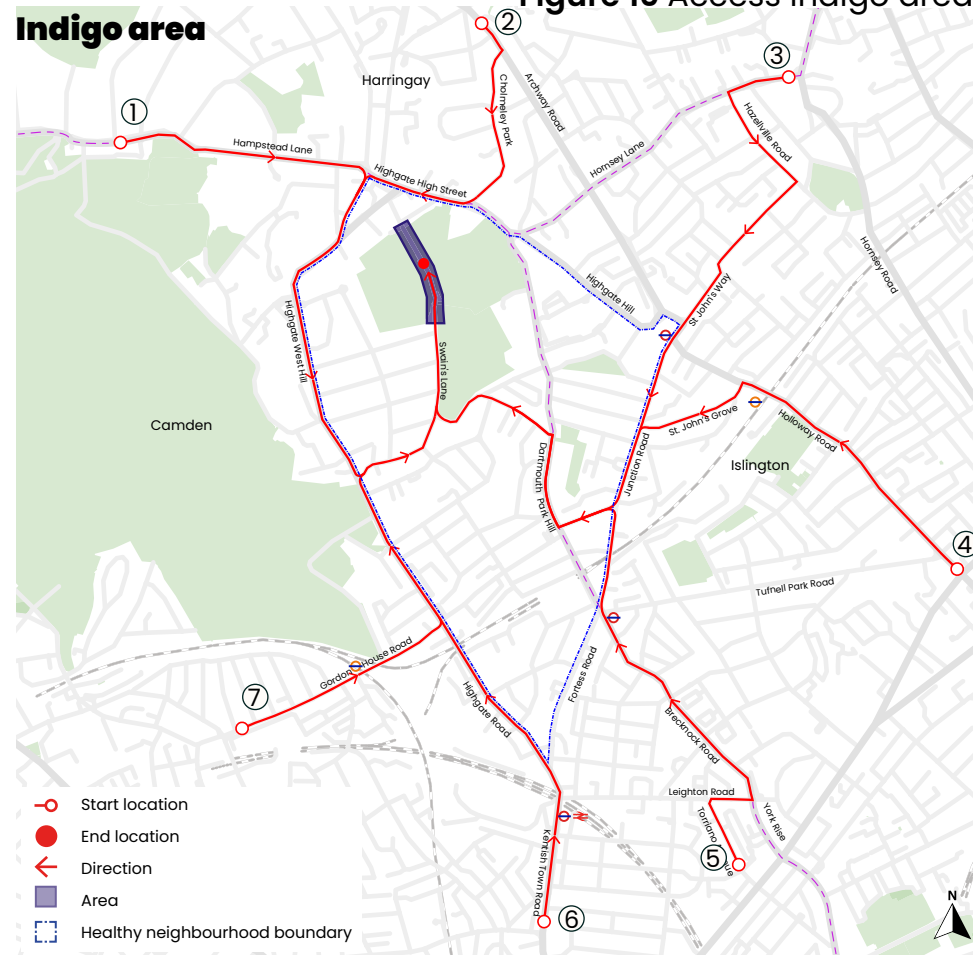 Figure 10 Access Indigo area
Indigo area
②
Harringay
③
①
Archway Road
Cholmeley Park
Hazellville Road
Hampstead Lane
Hornsey Lane
Highgate High Street
Hornsey Road
Highgate Hill
St John's Way
Highgate West Hill
Swain's Lane
St. John's Grove
Holloway Road
Camden
Junction Road
Dartmouth Park Hill
Islington
④
Tufnell Park Road
Gordon House Road
Fortess Road
⑦
Highgate Road
Brecknock Road
Leighton Road
York Rise
Start location
End location
Direction
Area
Healthy neighbourhood boundary
Kentish Town Road
⑤
⑥
N